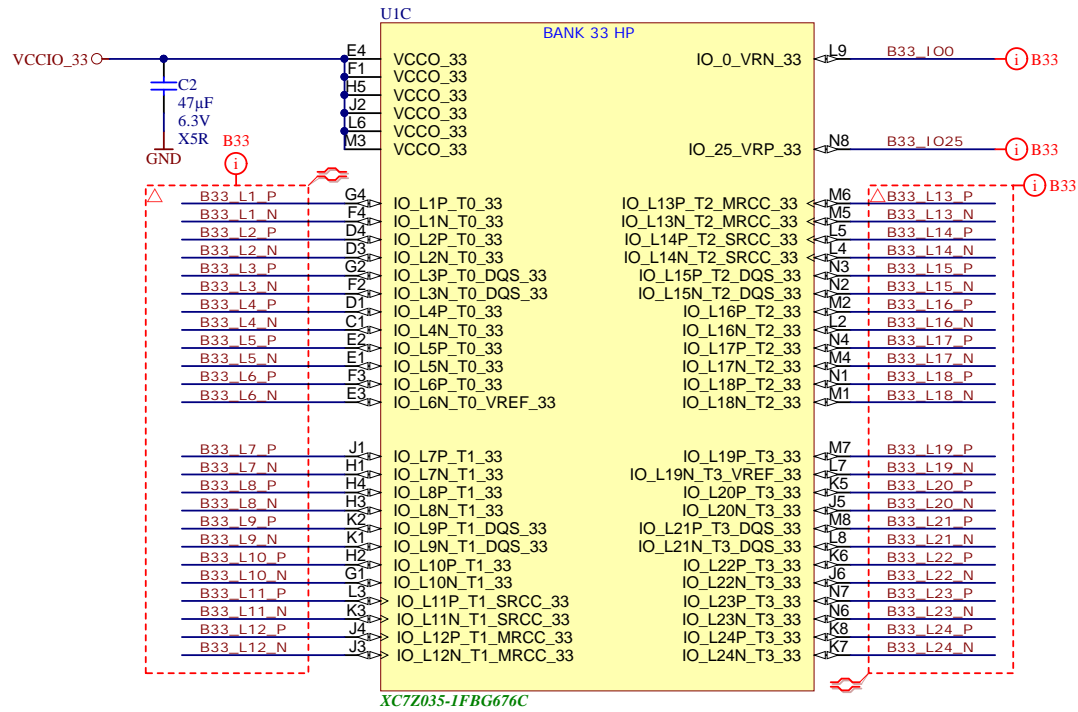 U1C
BANK 33 HP
VCCIO_33
E4 VCCO_33
F1 VCCO_33
H5 VCCO_33
J2 VCCO_33
L6 VCCO_33
M3 VCCO_33
C2
47µF
6.3V
X5R
GND
IO_0_VRN_33 L9 B33_IO0 i B33
IO_25_VRP_33 N8 B33_IO25 i B33
B33
i
i B33
B33_L1_P G4 IO_L1P_T0_33
B33_L1_N F4 IO_L1N_T0_33
B33_L2_P D4 IO_L2P_T0_33
B33_L2_N D3 IO_L2N_T0_33
B33_L3_P G2 IO_L3P_T0_DQS_33
B33_L3_N F2 IO_L3N_T0_DQS_33
B33_L4_P D1 IO_L4P_T0_33
B33_L4_N C1 IO_L4N_T0_33
B33_L5_P E2 IO_L5P_T0_33
B33_L5_N E1 IO_L5N_T0_33
B33_L6_P F3 IO_L6P_T0_33
B33_L6_N E3 IO_L6N_T0_VREF_33
B33_L7_P J1 IO_L7P_T1_33
B33_L7_N H1 IO_L7N_T1_33
B33_L8_P H4 IO_L8P_T1_33
B33_L8_N H3 IO_L8N_T1_33
B33_L9_P K2 IO_L9P_T1_DQS_33
B33_L9_N K1 IO_L9N_T1_DQS_33
B33_L10_P H2 IO_L10P_T1_33
B33_L10_N G1 IO_L10N_T1_33
B33_L11_P L3 IO_L11P_T1_SRCC_33
B33_L11_N K3 IO_L11N_T1_SRCC_33
B33_L12_P J4 IO_L12P_T1_MRCC_33
B33_L12_N J3 IO_L12N_T1_MRCC_33
IO_L13P_T2_MRCC_33 M6 B33_L13_P
IO_L13N_T2_MRCC_33 M5 B33_L13_N
IO_L14P_T2_SRCC_33 L5 B33_L14_P
IO_L14N_T2_SRCC_33 L4 B33_L14_N
IO_L15P_T2_DQS_33 N3 B33_L15_P
IO_L15N_T2_DQS_33 N2 B33_L15_N
IO_L16P_T2_33 M2 B33_L16_P
IO_L16N_T2_33 L2 B33_L16_N
IO_L17P_T2_33 N4 B33_L17_P
IO_L17N_T2_33 M4 B33_L17_N
IO_L18P_T2_33 N1 B33_L18_P
IO_L18N_T2_33 M1 B33_L18_N
IO_L19P_T3_33 M7 B33_L19_P
IO_L19N_T3_VREF_33 L7 B33_L19_N
IO_L20P_T3_33 K5 B33_L20_P
IO_L20N_T3_33 J5 B33_L20_N
IO_L21P_T3_DQS_33 M8 B33_L21_P
IO_L21N_T3_DQS_33 L8 B33_L21_N
IO_L22P_T3_33 K6 B33_L22_P
IO_L22N_T3_33 J6 B33_L22_N
IO_L23P_T3_33 N7 B33_L23_P
IO_L23N_T3_33 N6 B33_L23_N
IO_L24P_T3_33 K8 B33_L24_P
IO_L24N_T3_33 K7 B33_L24_N
XC7Z035-1FBG676C